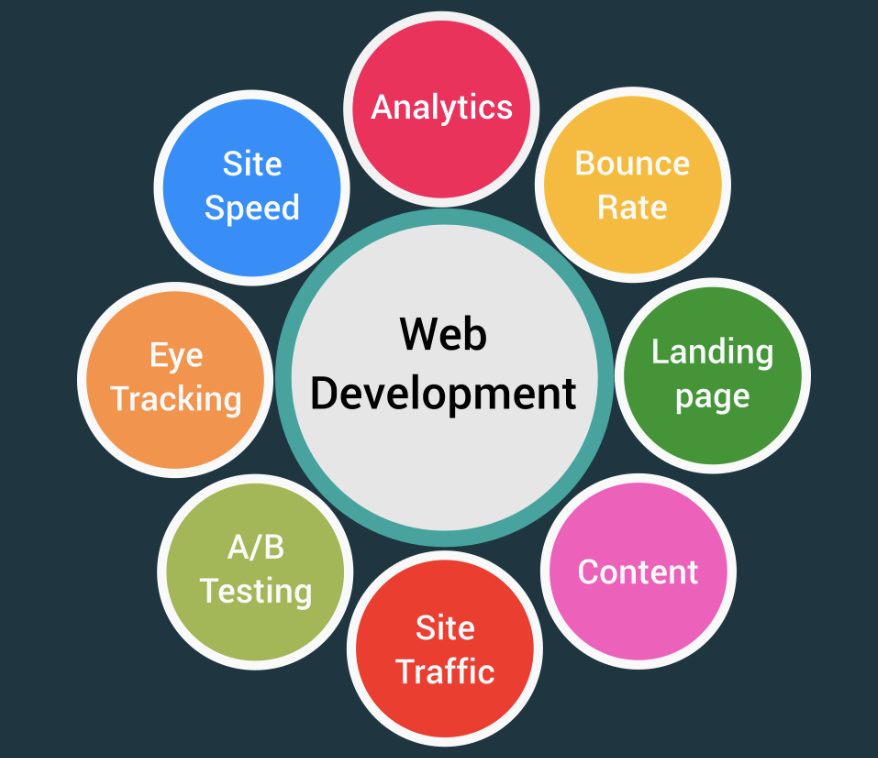 Analytics
Bounce
Rate
Landing
page
Content
Site
Traffic
A/B
Testing
Eye
Tracking
Site
Speed
Web
Development